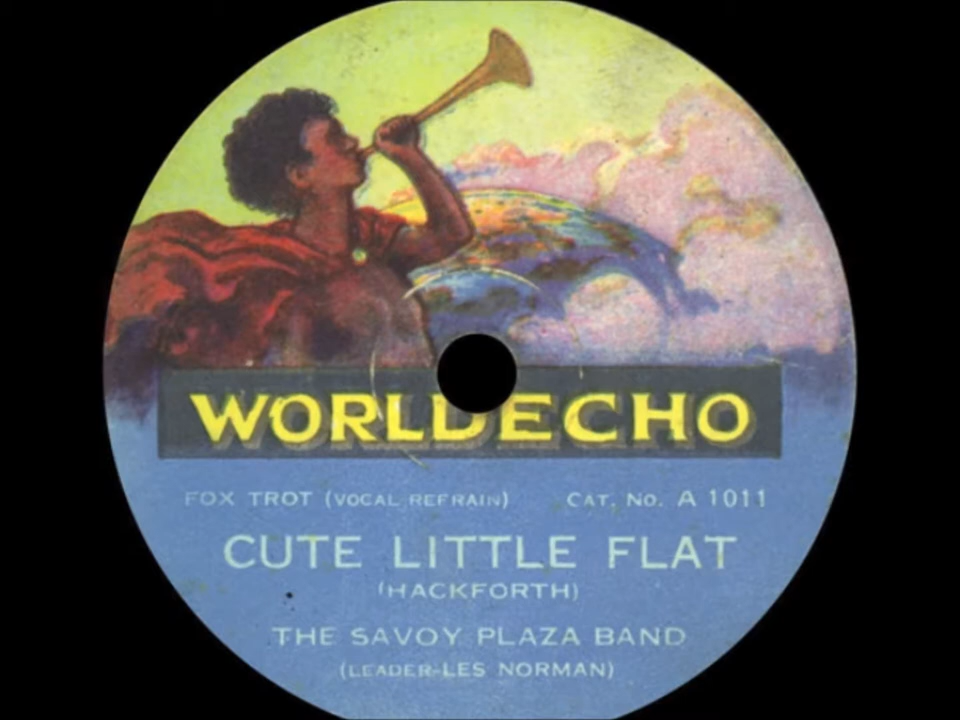 WORLDECHO
FOX TROT (VOCAL REFRAIN) CAT. No. A 1011
CUTE LITTLE FLAT
(HACKFORTH)
THE SAVOY PLAZA BAND
(LEADER-LES NORMAN)